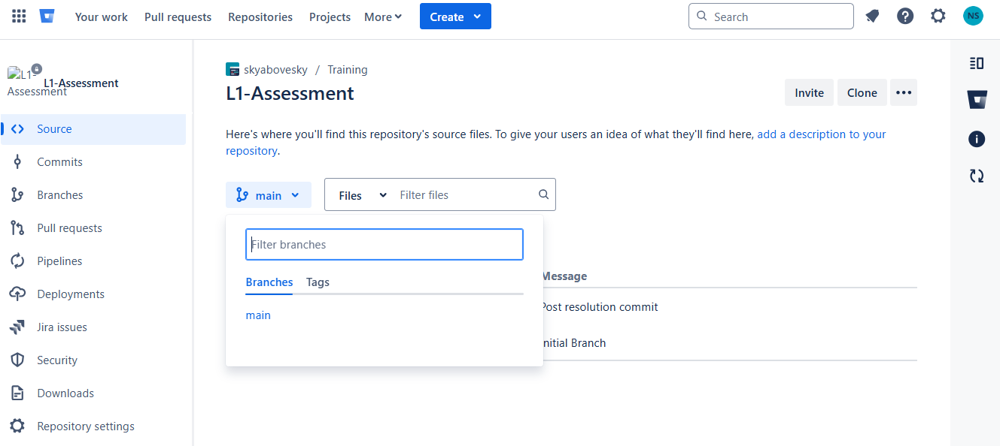 Your work Pull requests Repositories Projects More Create Search NS
L1-
Assessment
L1-Assessment
Source
Commits
Branches
Pull requests
Pipelines
Deployments
Jira issues
Security
Downloads
Repository settings
skyabovesky / Training
L1-Assessment
Invite Clone
Here's where you'll find this repository's source files. To give your users an idea of what they'll find here, add a description to your
repository.
main Files Filter files
Filter branches
Branches Tags
main
Message
Post resolution commit
nitial Branch